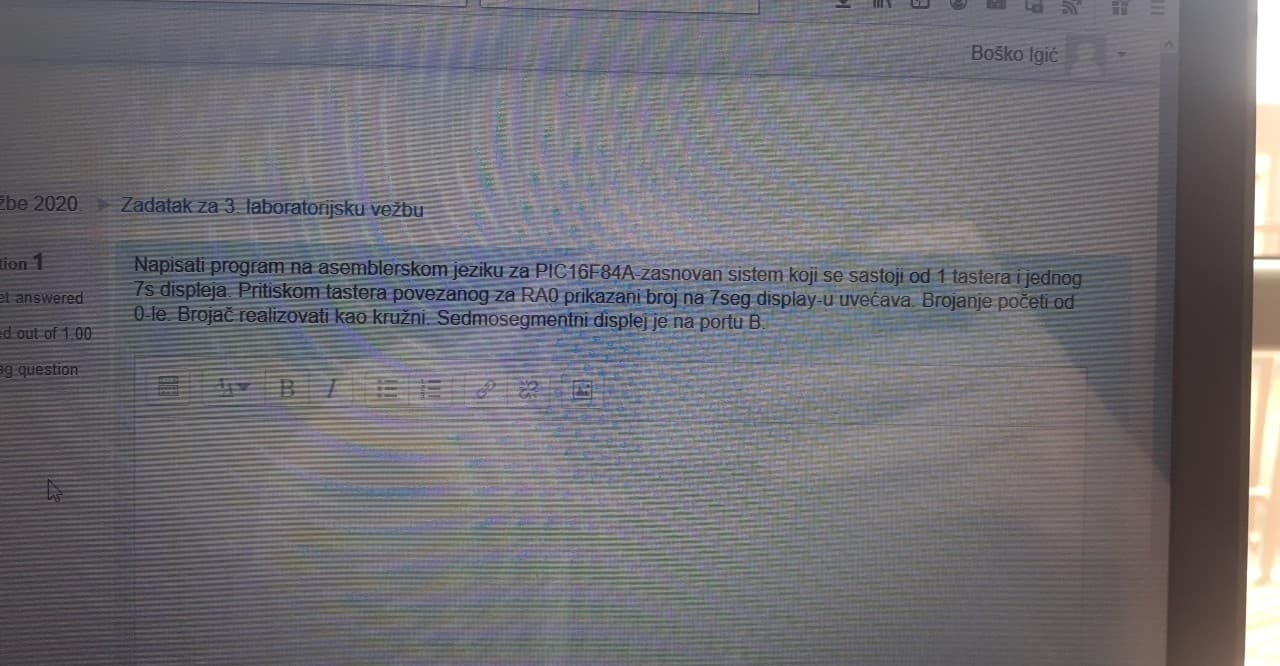 Boško Igić
žbe 2020 Zadatak za 3. laboratorijsku vežbu
tion 1
et answered
ed out of 1.00
ag question
Napisati program na asemblerskom jeziku za PIC16F84A-zasnovan sistem koji se sastoji od 1 tastera i jednog
7s displeja. Pritiskom tastera povezanog za RA0 prikazani broj na 7seg display-u uvećava. Brojanje početi od
0-le. Brojač realizovati kao kružni. Sedmosegmentni displej je na portu B.
B I